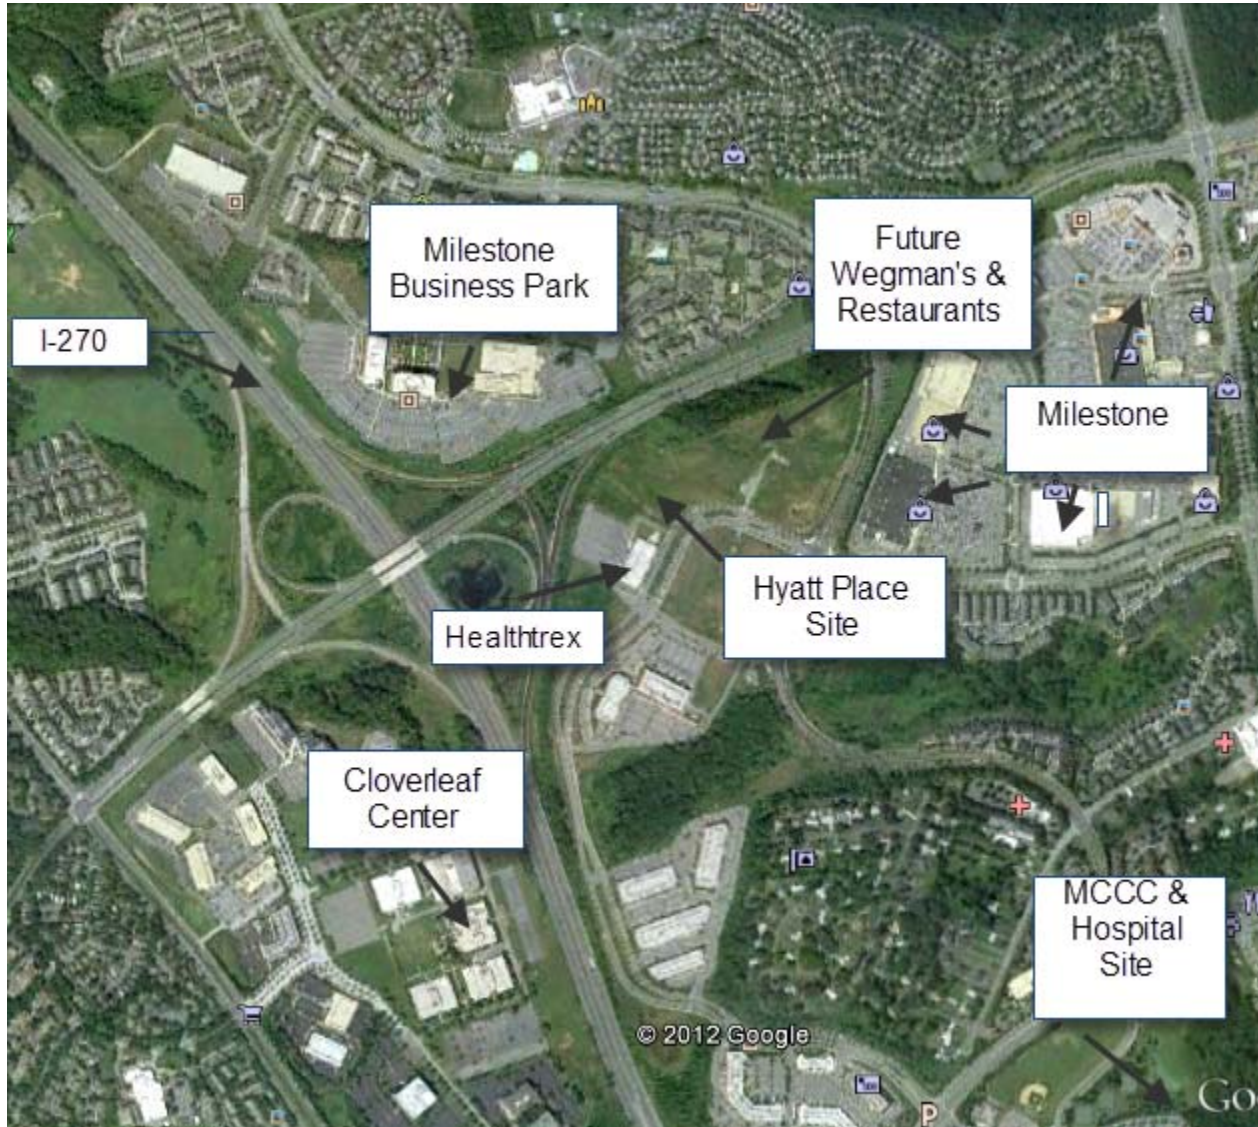 Milestone
Business Park
Future
Wegman's &
Restaurants
I-270
Milestone
Hyatt Place
Site
Healthtrex
Cloverleaf
Center
MCCC &
Hospital
Site
© 2012 Google
P
Go